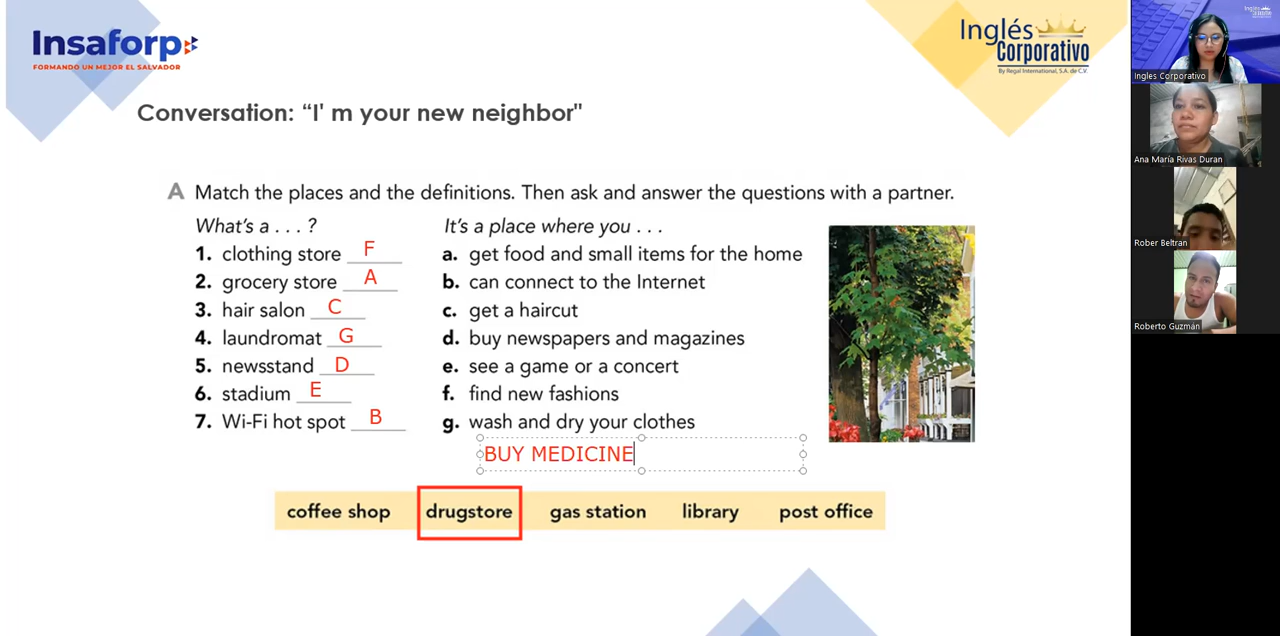 Insaforp
FORMANDO UN MEJOR EL SALVADOR
Inglés
Corporativo
By Regal International, S.A. de C.V.
Conversation: “I' m your new neighbor"
A Match the places and the definitions. Then ask and answer the questions with a partner.
What's a . . . ?
1. clothing store F
2. grocery store A
3. hair salon C
4. laundromat G
5. newsstand D
6. stadium E
7. Wi-Fi hot spot B
It's a place where you . . .
a. get food and small items for the home
b. can connect to the Internet
c. get a haircut
d. buy newspapers and magazines
e. see a game or a concert
f. find new fashions
g. wash and dry your clothes
BUY MEDICINE
coffee shop drugstore gas station library post office
Ingles Corporativo
Ana María Rivas Duran
Rober Beltran
Roberto Guzmán